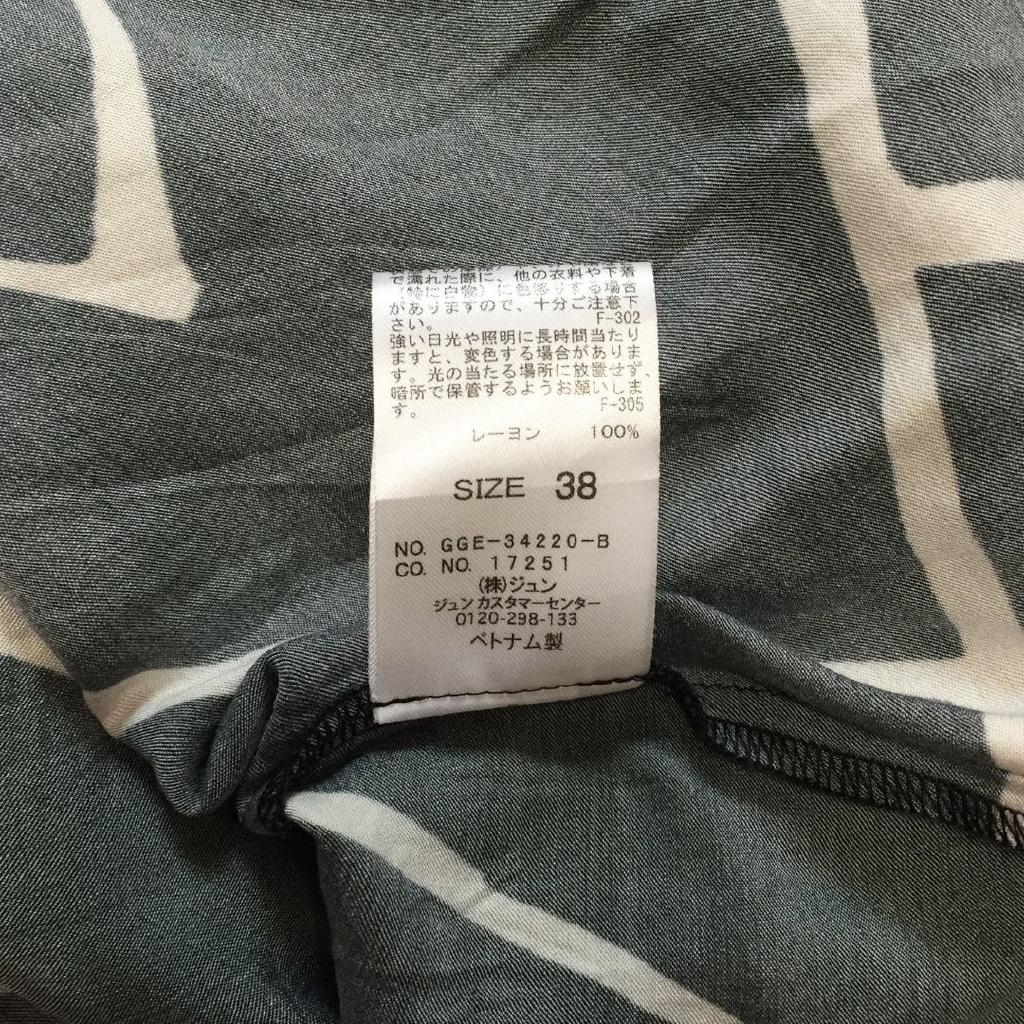 で濡れた際に、他の衣料や下着
(特に白物)に色落りする場合
がありますので、十分ご注意下
さい。 F-302
強い日光や照明に長時間当たり
ますと、変色する場合がありま
す。光の当たる場所に放置せず、
暗所で保管するようお願いしま
す。 F-305
レーヨン 100%
SIZE 38
NO. GGE-34220-B
CO. NO. 17251
(株)ジュン
ジュン カスタマーセンター
0120-298-133
ベトナム製